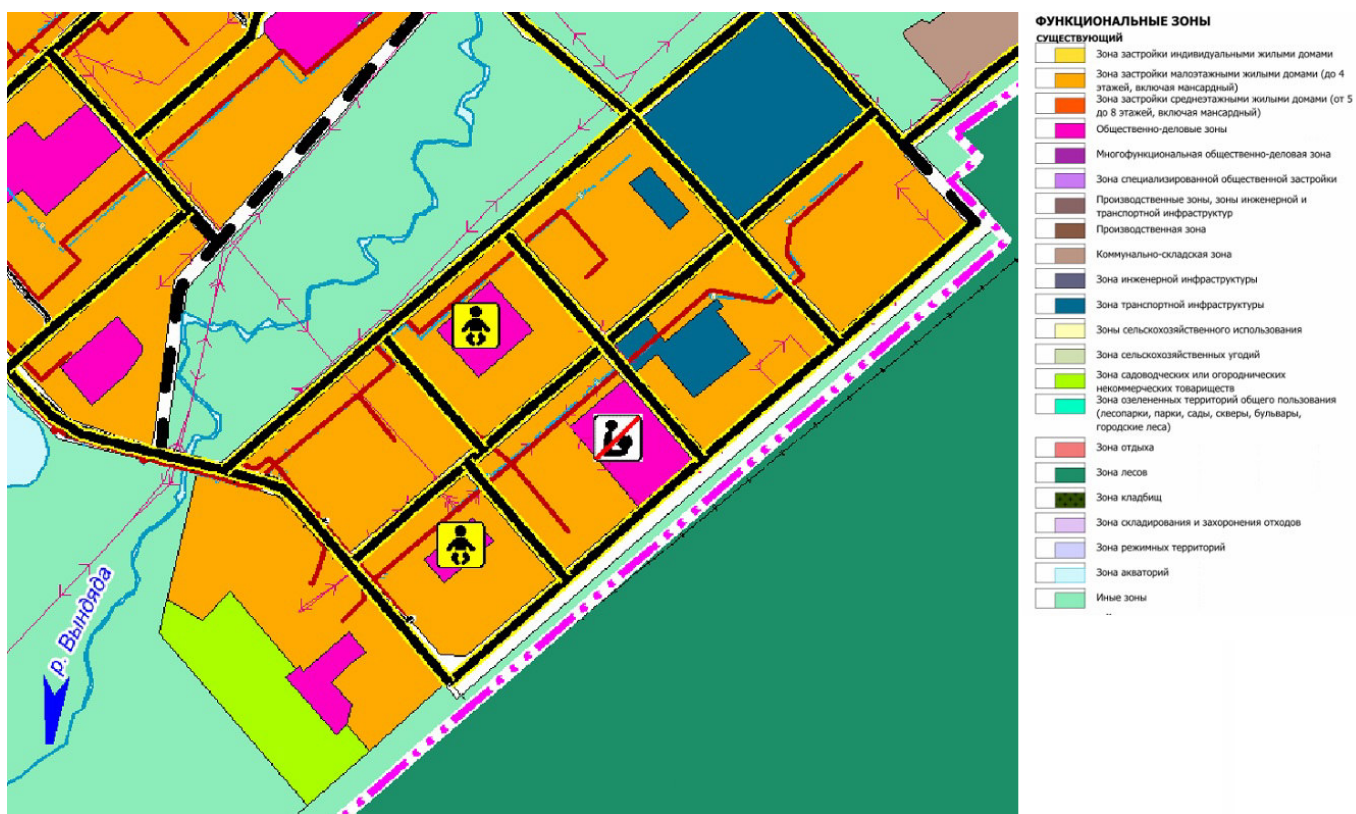 ФУНКЦИОНАЛЬНЫЕ ЗОНЫ
СУЩЕСТВУЮЩИЙ
Зона застройки индивидуальными жилыми домами
Зона застройки малоэтажными жилыми домами (до 4
этажей, включая мансардный)
Зона застройки среднеэтажными жилыми домами (от 5
до 8 этажей, включая мансардный)
Общественно-деловые зоны
Многофункциональная общественно-деловая зона
Зона специализированной общественной застройки
Производственные зоны, зоны инженерной и
транспортной инфраструктур
Производственная зона
Коммунально-складская зона
Зона инженерной инфраструктуры
Зона транспортной инфраструктуры
Зоны сельскохозяйственного использования
Зона сельскохозяйственных угодий
Зона садоводческих или огороднических
некоммерческих товариществ
Зона озелененных территорий общего пользования
(лесопарки, парки, сады, скверы, бульвары,
городские леса)
Зона отдыха
Зона лесов
Зона кладбищ
Зона складирования и захоронения отходов
Зона режимных территорий
Зона акваторий
Иные зоны
р. Вындяда